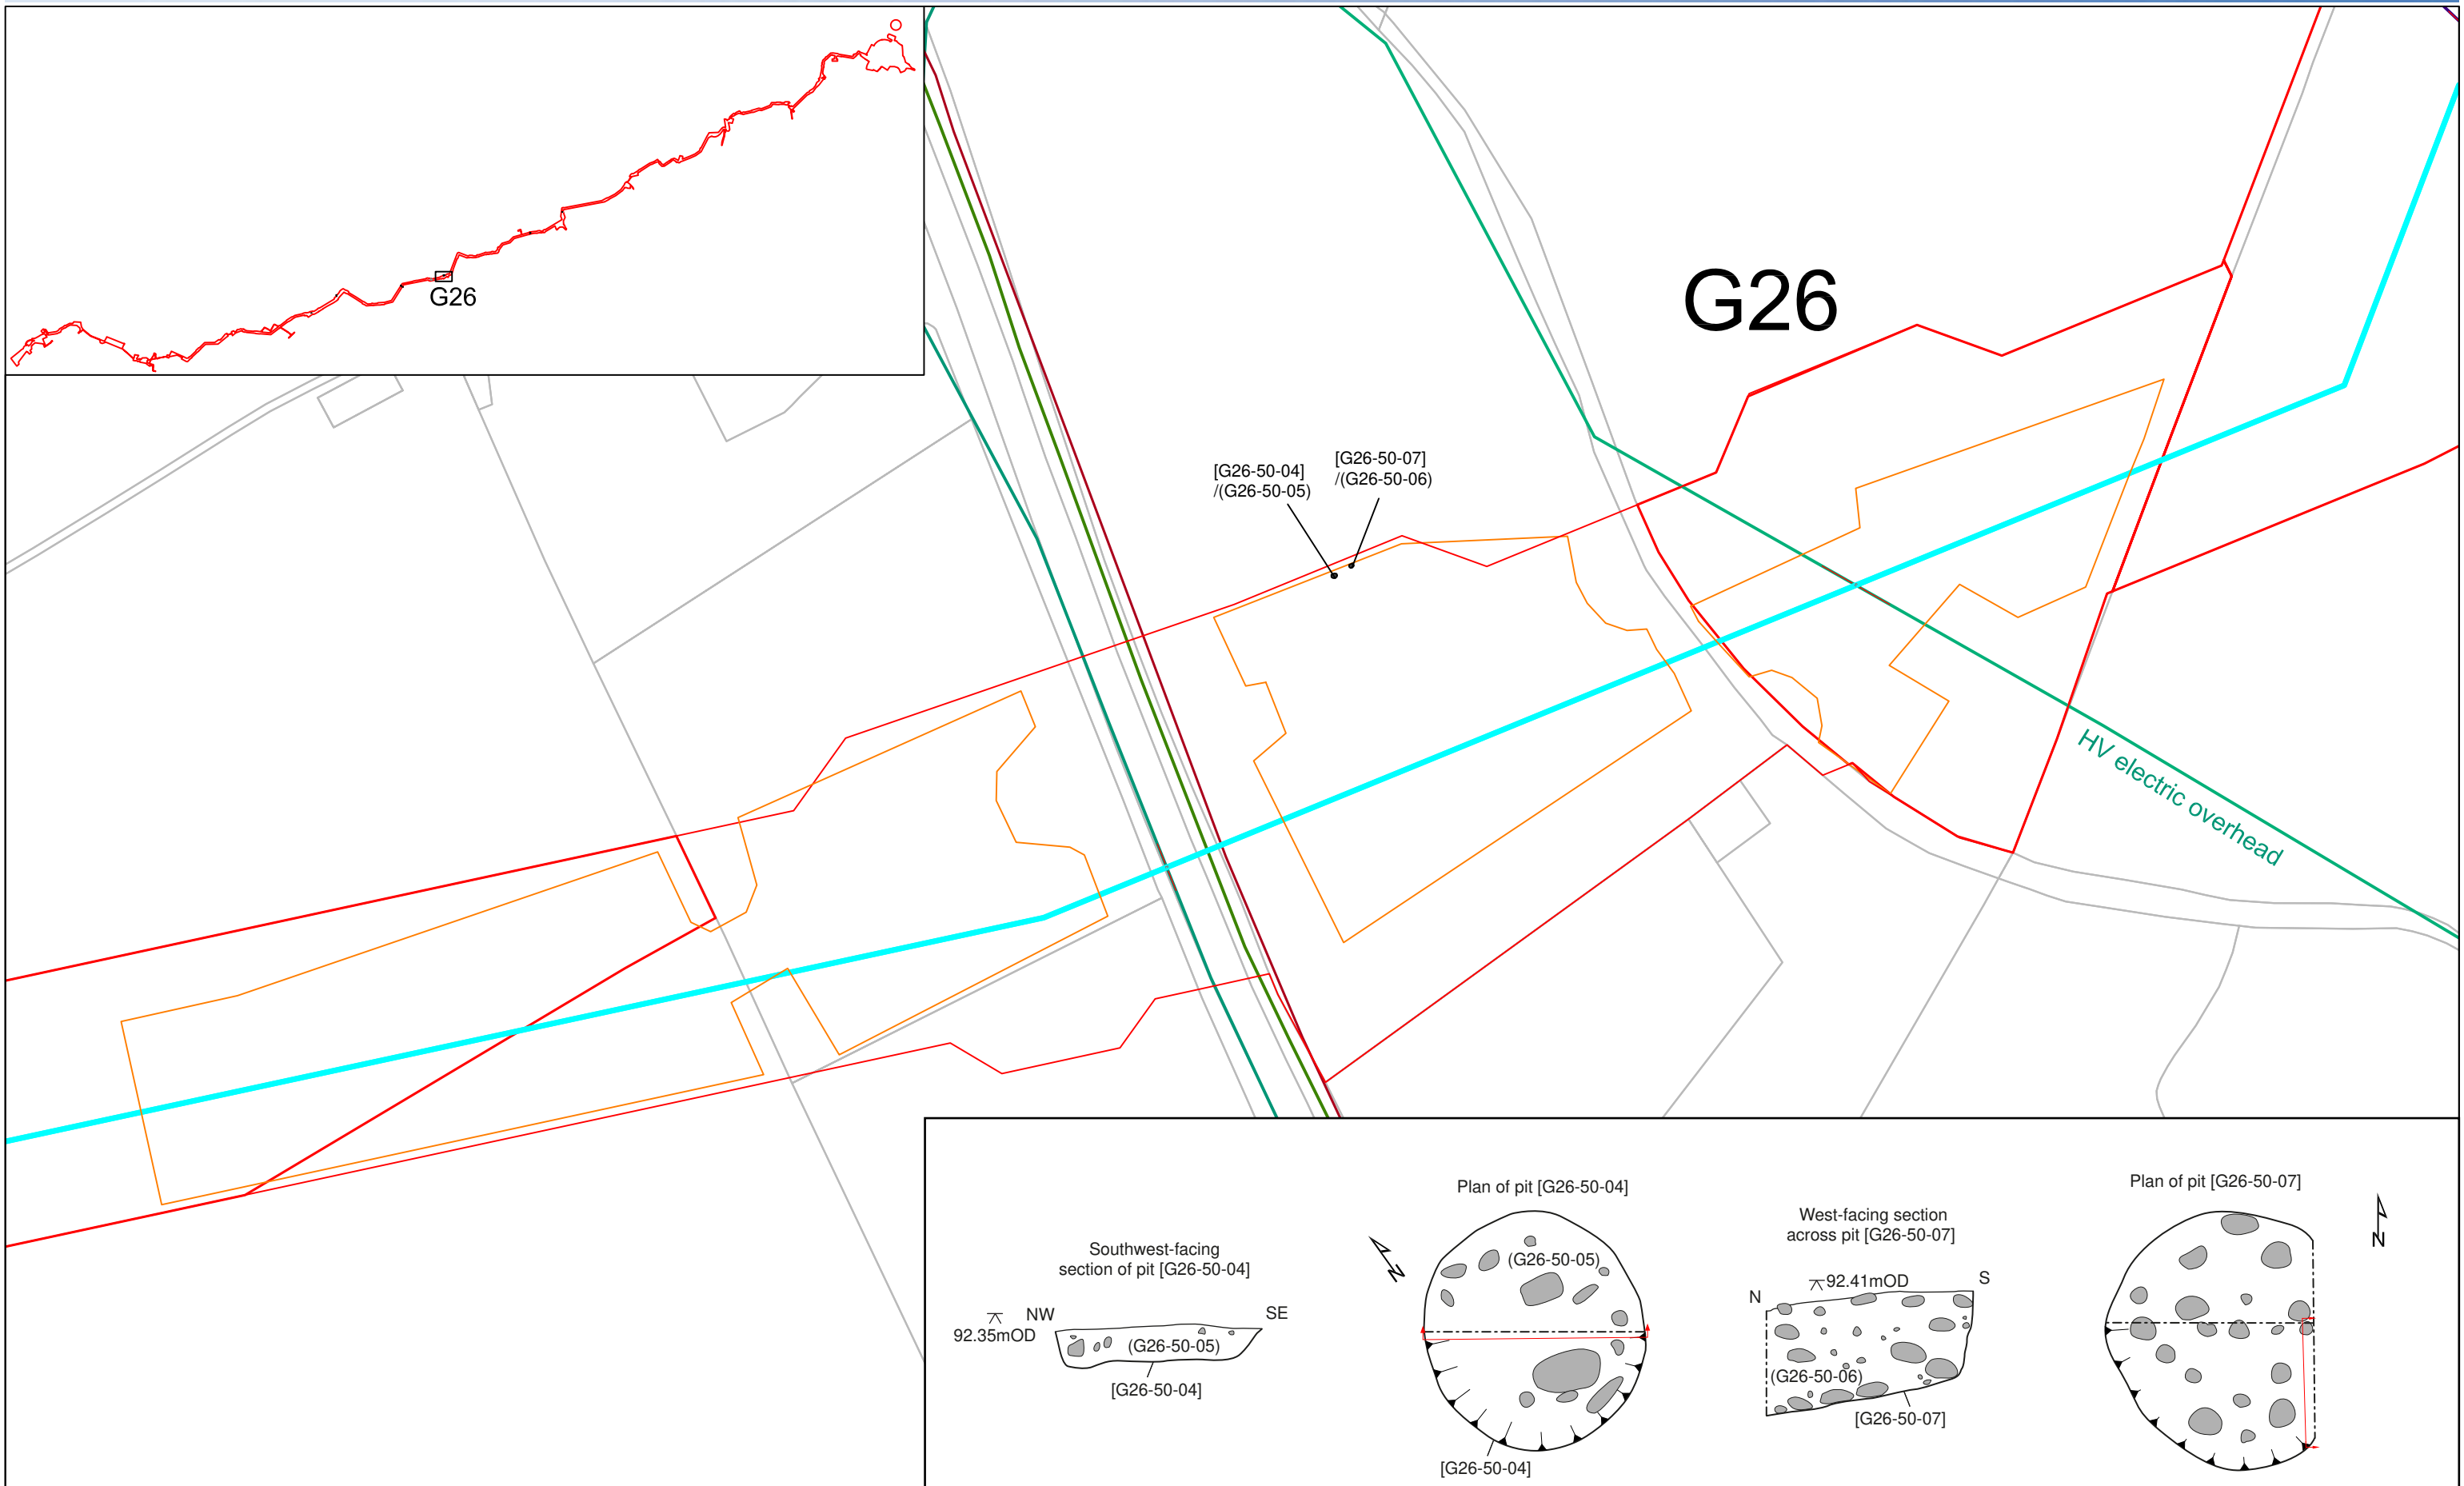 G26
G26
[G26-50-04]
/(G26-50-05)
[G26-50-07]
/(G26-50-06)
HV electric overhead
Southwest-facing
section of pit [G26-50-04]
NW
SE
92.35mOD
(G26-50-05)
[G26-50-04]
Plan of pit [G26-50-04]
N
(G26-50-05)
[G26-50-04]
West-facing section
across pit [G26-50-07]
92.41mOD
N
S
(G26-50-06)
[G26-50-07]
Plan of pit [G26-50-07]
N